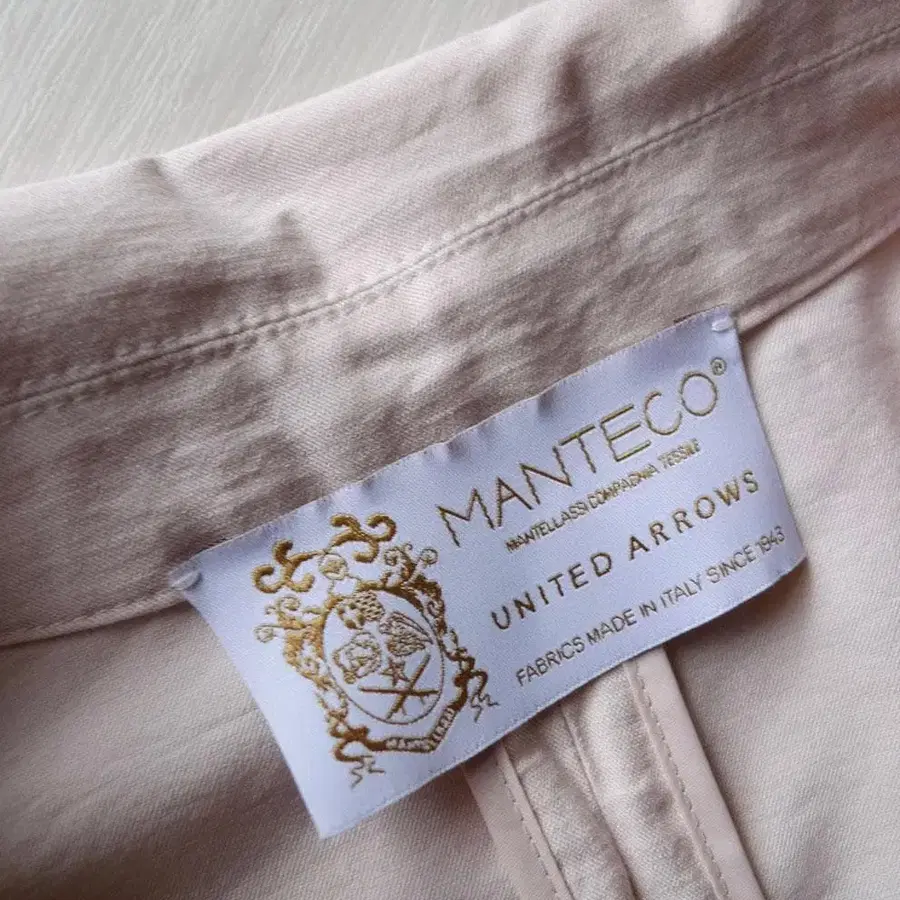 MANTECO®
MANTELLASSI COMPAGNIA TESSILE
UNITED ARROWS
FABRICS MADE IN ITALY SINCE 1943